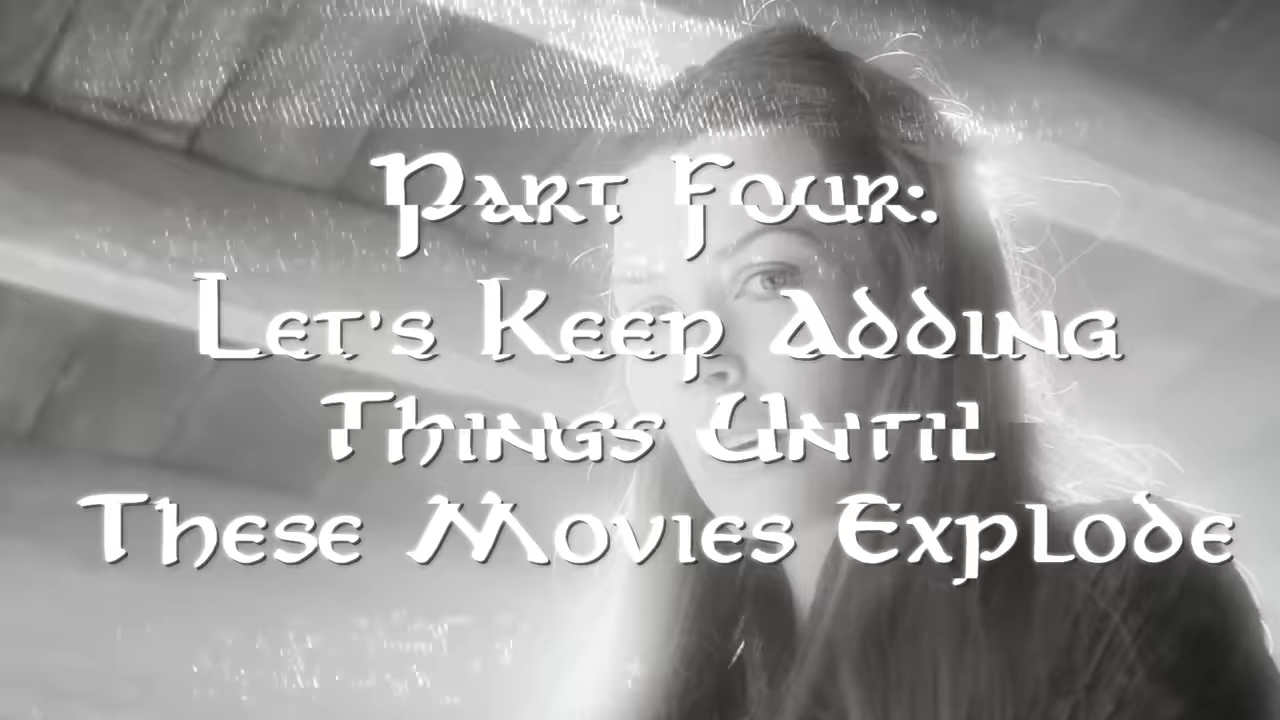 Part Four:
Let's Keep Adding
Things Until
These Movies Explode